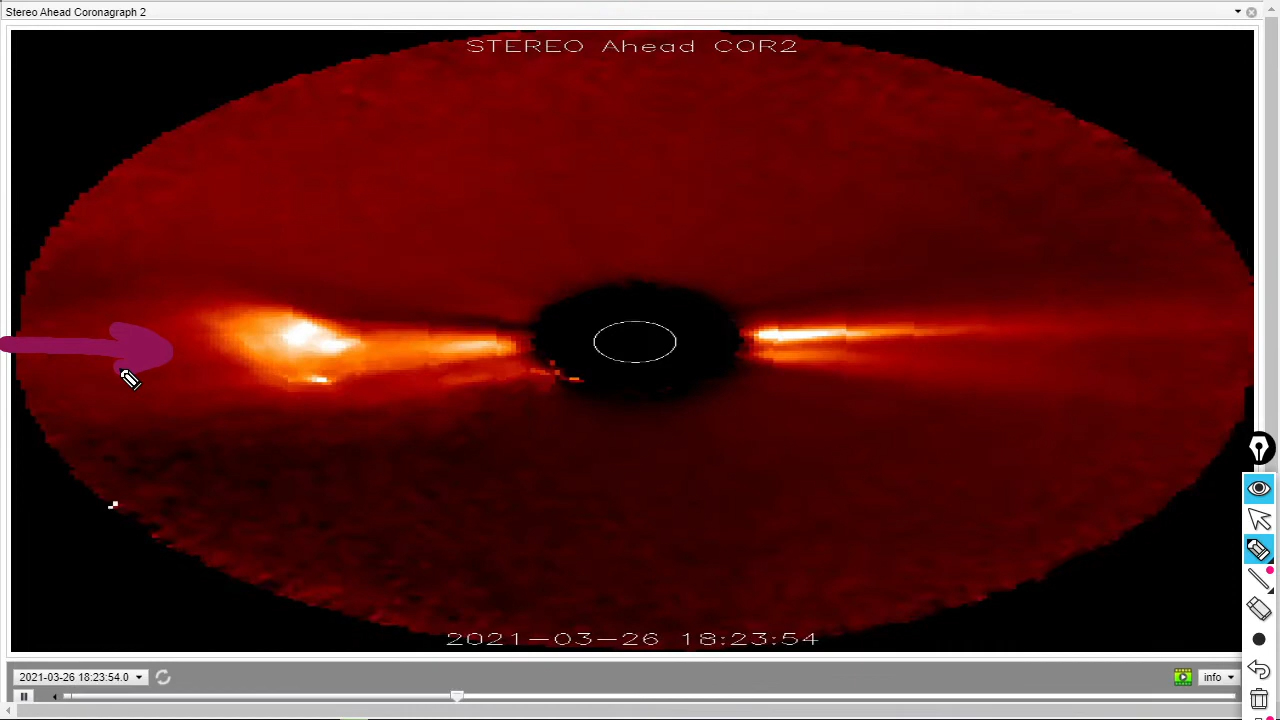 Stereo Ahead Coronagraph 2
STEREO Ahead COR2
2021-03-26 18:23:54
2021-03-26 18:23:54.0
info